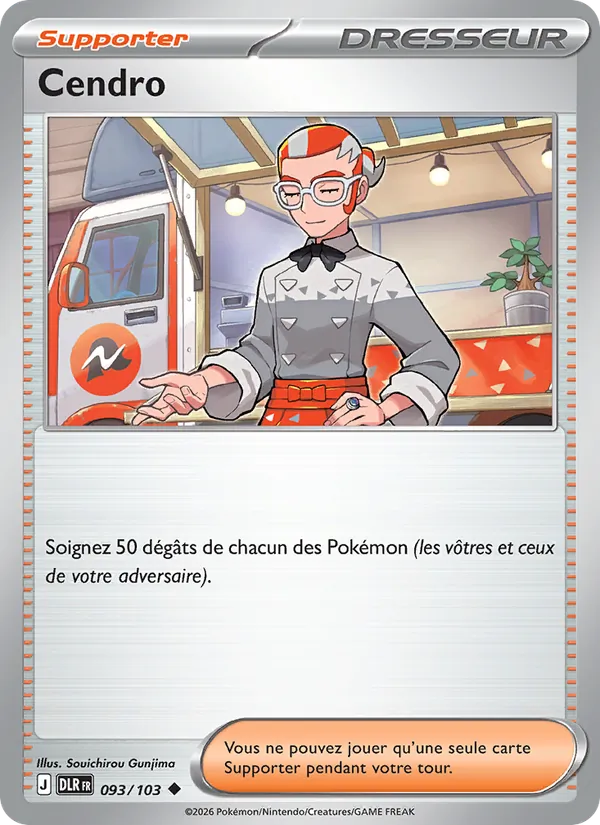 Supporter
DRESSEUR
Cendro
Soignez 50 dégâts de chacun des Pokémon (les vôtres et ceux
de votre adversaire).
Illus. Souichirou Gunjima
Vous ne pouvez jouer qu'une seule carte
Supporter pendant votre tour.
J DLR FR 093/103
©2026 Pokémon/Nintendo/Creatures/GAME FREAK